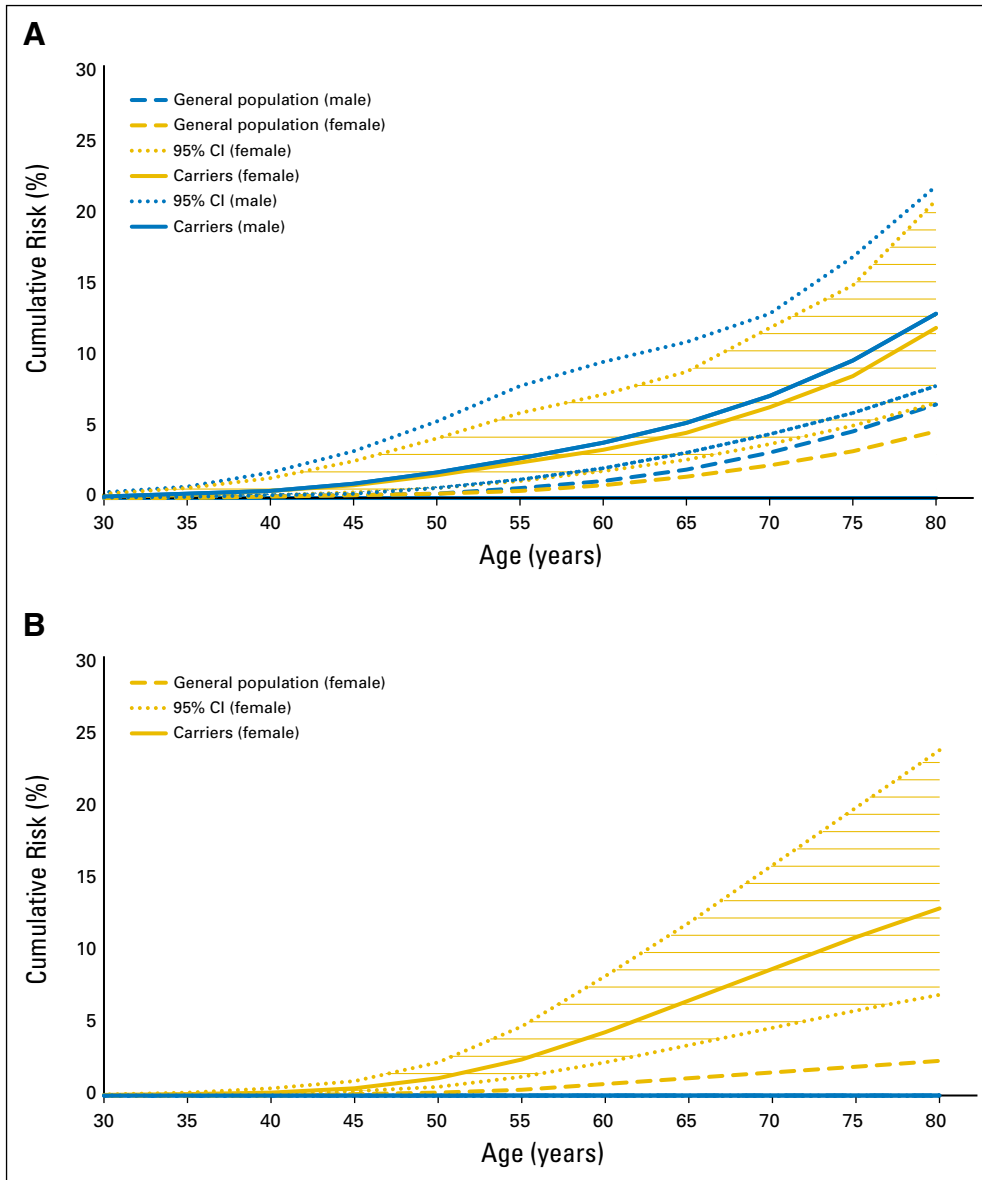 A
30
25
20
15
10
5
0
Cumulative Risk (%)
General population (male)
General population (female)
95% CI (female)
Carriers (female)
95% CI (male)
Carriers (male)
30 35 40 45 50 55 60 65 70 75 80
Age (years)
B
30
25
20
15
10
5
0
Cumulative Risk (%)
General population (female)
95% CI (female)
Carriers (female)
30 35 40 45 50 55 60 65 70 75 80
Age (years)